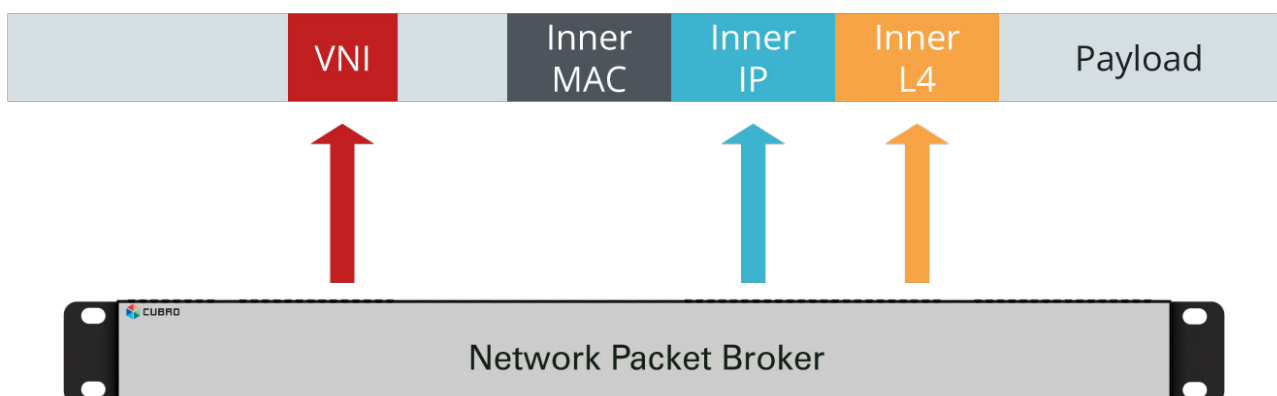 VNI
Inner
MAC
Inner
IP
Inner
L4
Payload
CUBRO
Network Packet Broker